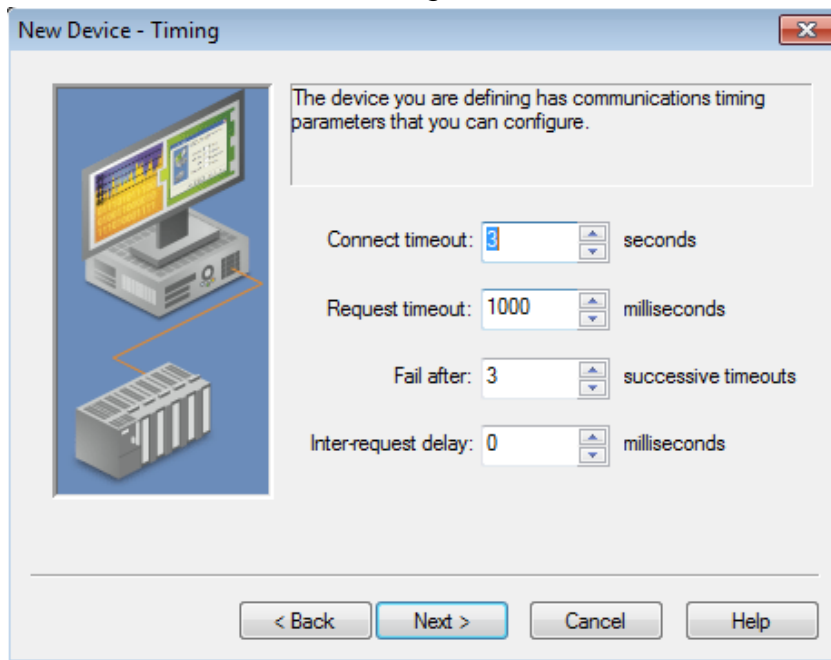 New Device - Timing
The device you are defining has communications timing
parameters that you can configure.
Connect timeout: 3 seconds
Request timeout: 1000 milliseconds
Fail after: 3 successive timeouts
Inter-request delay: 0 milliseconds
< Back Next > Cancel Help